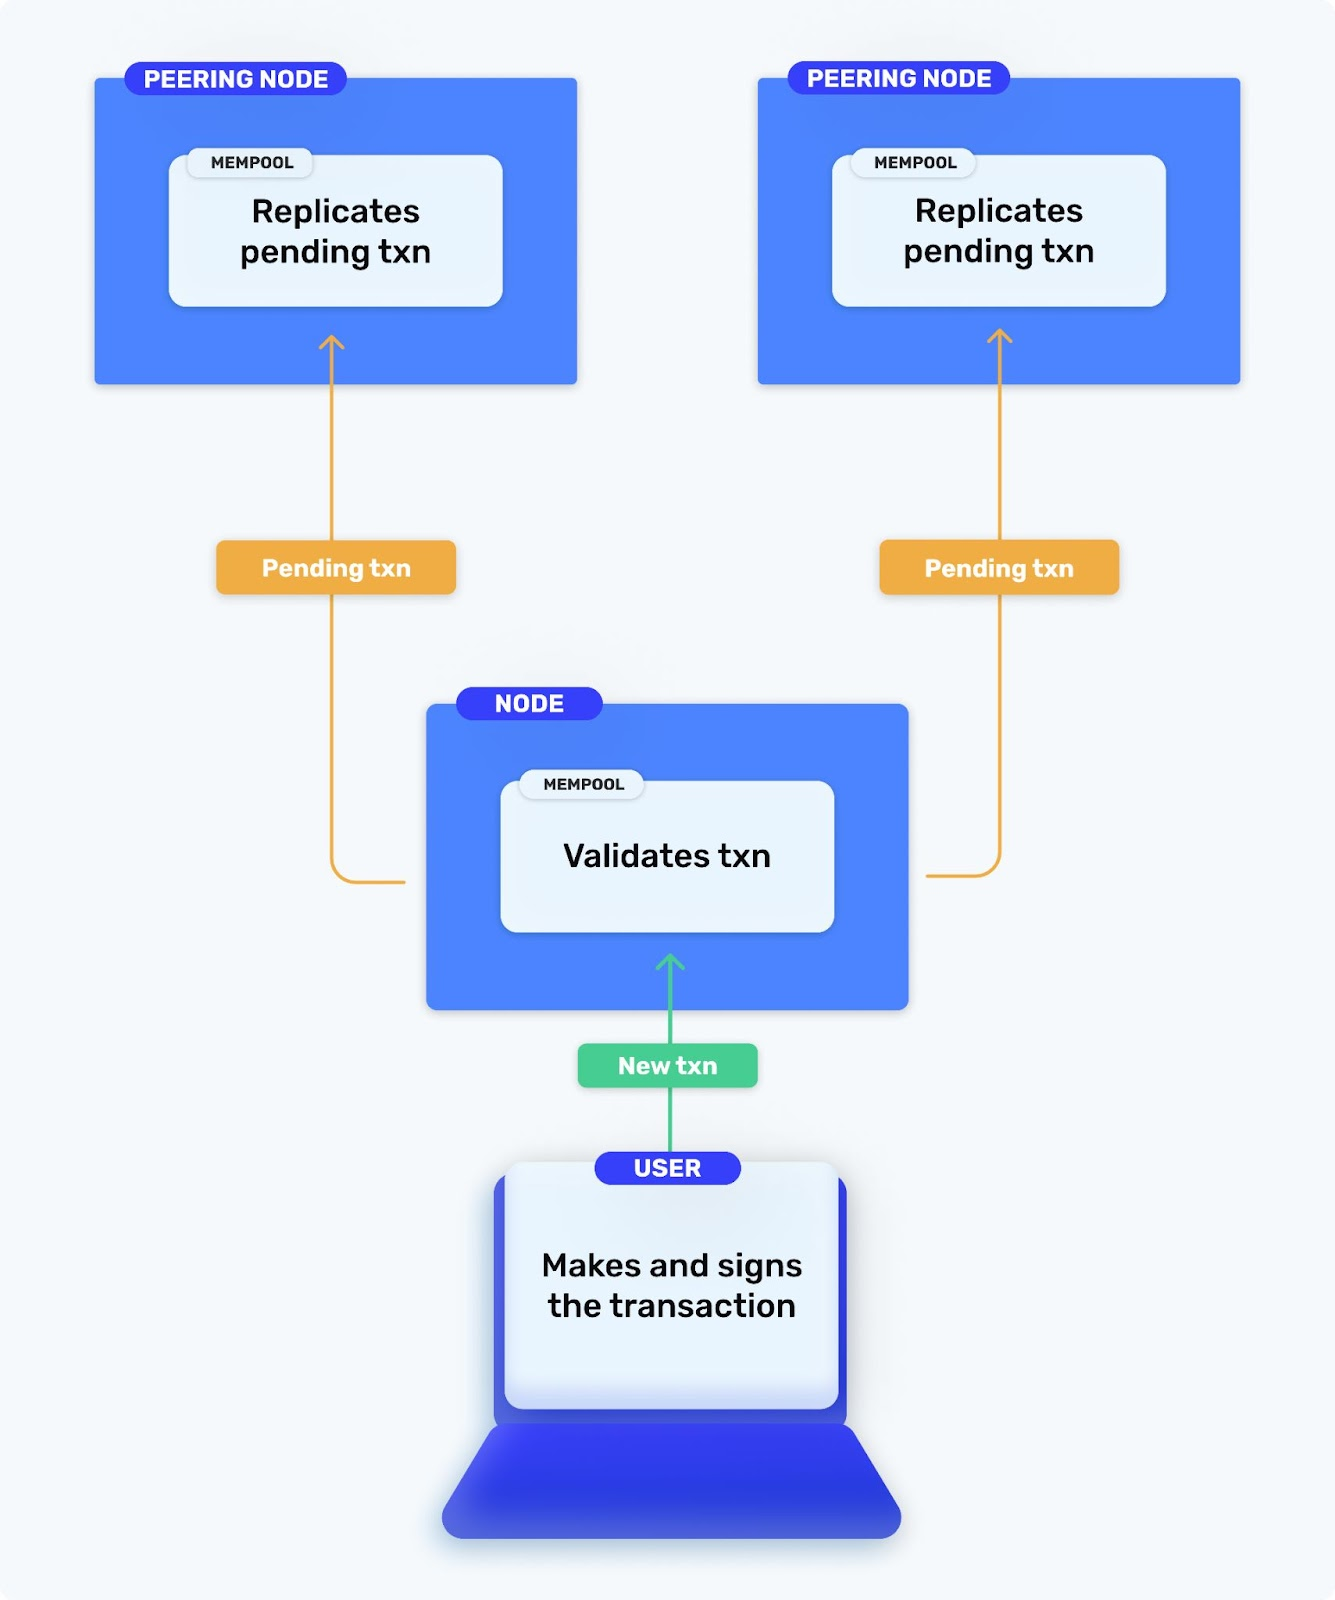 PEERING NODE
MEMPOOL
Replicates
pending txn
PEERING NODE
MEMPOOL
Replicates
pending txn
Pending txn
Pending txn
NODE
MEMPOOL
Validates txn
New txn
USER
Makes and signs
the transaction